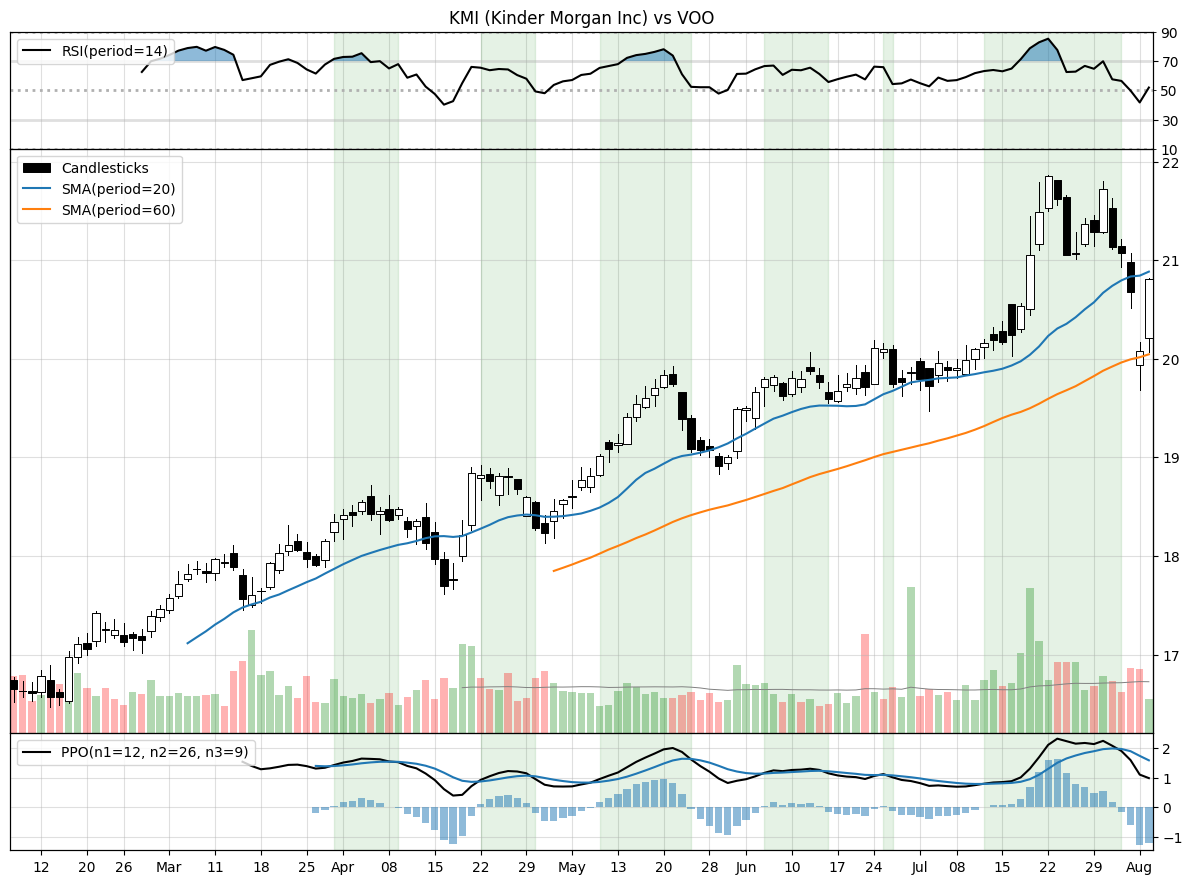 KMI (Kinder Morgan Inc) vs VOO
RSI(period=14)
90
70
50
30
10
Candlesticks
SMA(period=20)
SMA(period=60)
22
21
20
19
18
17
PPO(n1=12, n2=26, n3=9)
2
1
0
−1
12 20 26 Mar 11 18 25 Apr 08 15 22 May 13 20 28 Jun 10 17 24 Jul 08 15 22 29 Aug